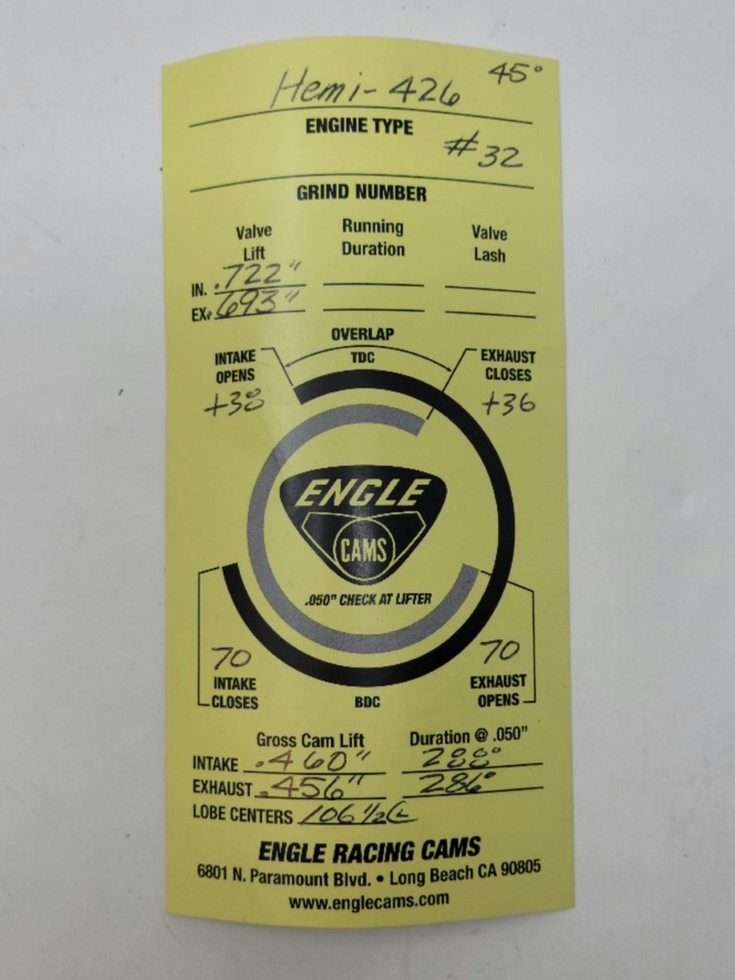 Hemi-426 45°
ENGINE TYPE
#32
GRIND NUMBER
Valve Lift Running Duration Valve Lash
IN. .722"
EX. .693"
OVERLAP
TDC
INTAKE OPENS EXHAUST CLOSES
+38 +36
ENGLE
CAMS
.050" CHECK AT LIFTER
70 70
INTAKE CLOSES EXHAUST OPENS
BDC
Gross Cam Lift Duration @ .050"
INTAKE .460" 288°
EXHAUST .456" 286°
LOBE CENTERS 106 1/2 CL
ENGLE RACING CAMS
6801 N. Paramount Blvd. • Long Beach CA 90805
www.englecams.com